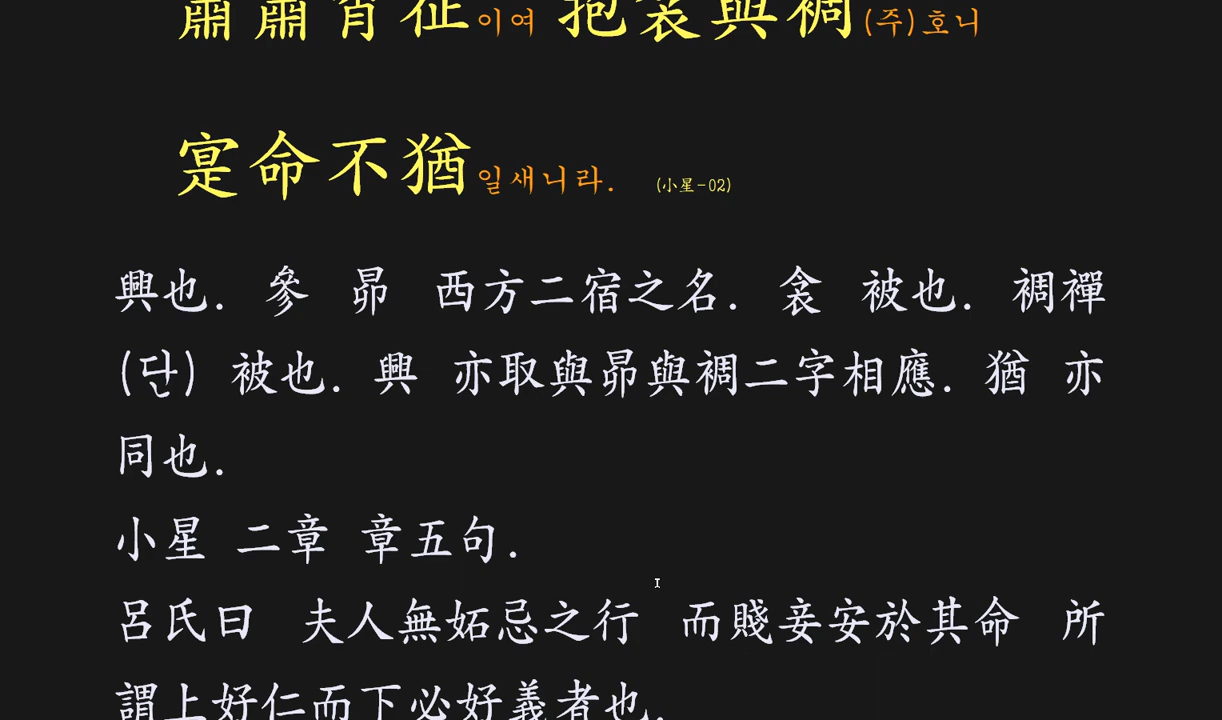 肅肅宵征이여 抱衾與裯(주)호니
寔命不猶일새니라. (小星-02)
興也. 參 昴 西方二宿之名. 衾 被也. 裯禪
(단) 被也. 興 亦取與昴與裯二字相應. 猶 亦
同也.
小星 二章 章五句.
呂氏曰 夫人無妬忌之行 而賤妾安於其命 所
謂上好仁而下必好義者也.